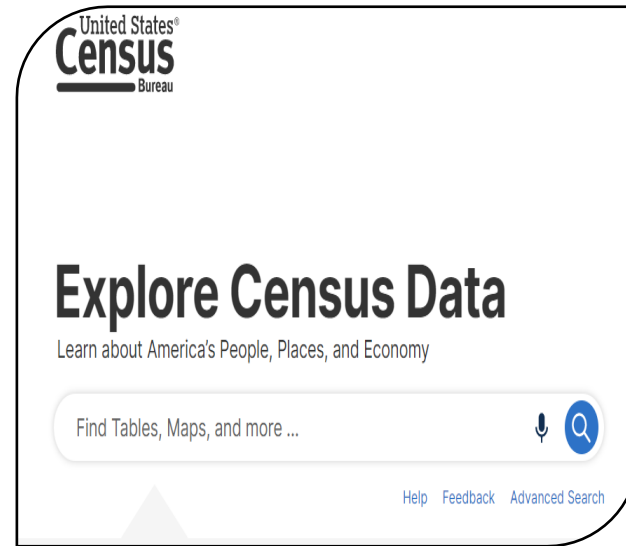 United States®
Census
Bureau
Explore Census Data
Learn about America's People, Places, and Economy
Find Tables, Maps, and more ...
Help Feedback Advanced Search